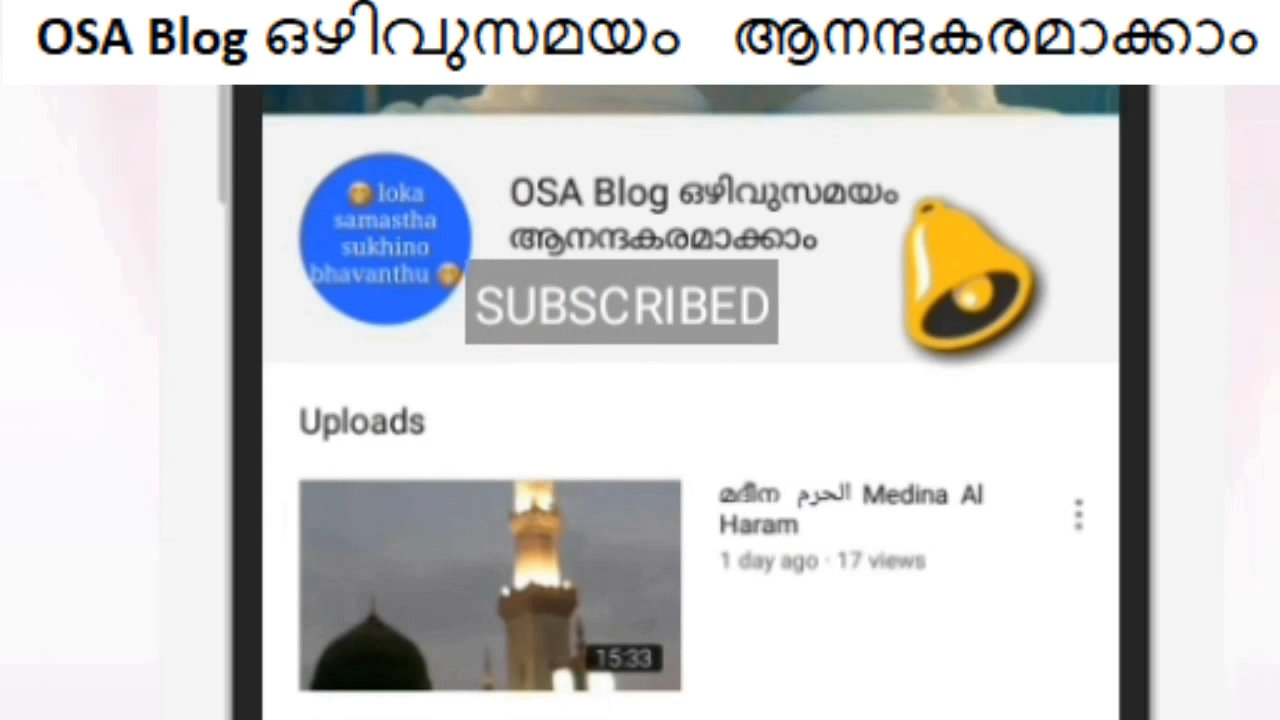 OSA Blog ഒഴിവുസമയം ആനന്ദകരമാക്കാം
loka
samastha
sukhino
bhavanthu
OSA Blog ഒഴിവുസമയം
ആനന്ദകരമാക്കാം
SUBSCRIBED
Uploads
മദീന الحرم Medina Al
Haram
1 day ago · 17 views
15:33